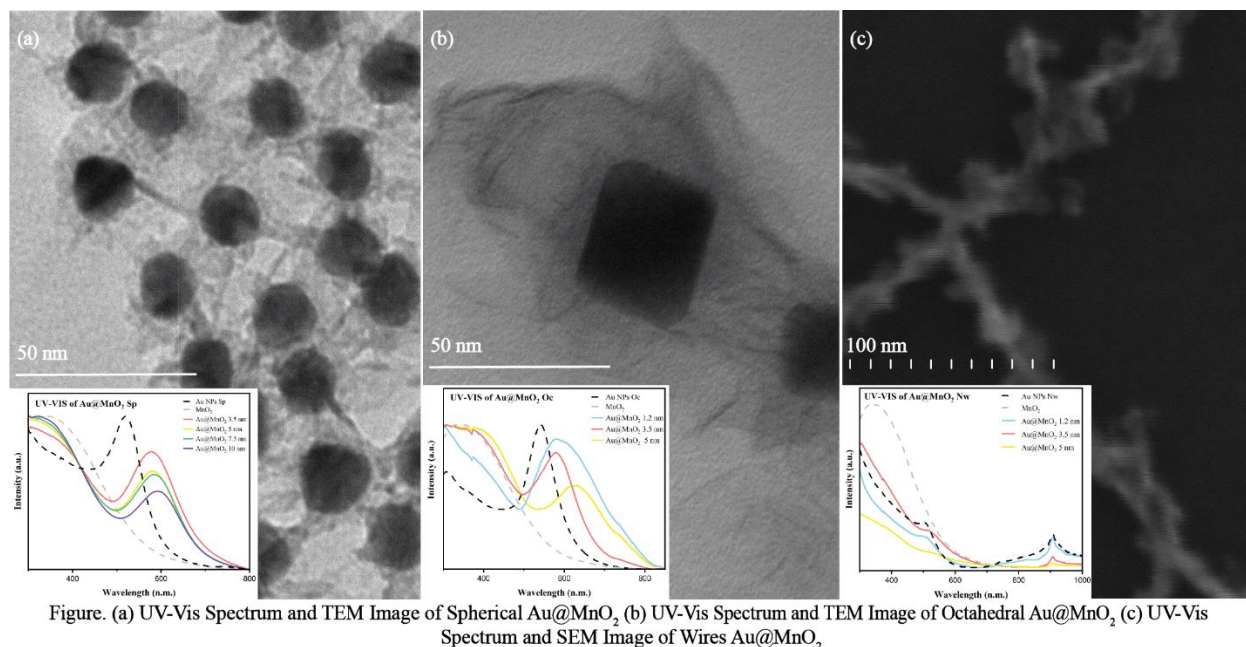 (a)
50 nm
UV-VIS of Au@MnO₂ Sp
Au NPs Sp
MnO₂
Au@MnO₂ 3.5 nm
Au@MnO₂ 5 nm
Au@MnO₂ 7.5 nm
Au@MnO₂ 10 nm
Intensity (a.u.)
400
600
800
Wavelength (n.m.)
(b)
50 nm
UV-VIS of Au@MnO₂ Oc
Au NPs Oc
MnO₂
Au@MnO₂ 1.2 nm
Au@MnO₂ 3.5 nm
Au@MnO₂ 5 nm
Intensity (a.u.)
400
600
800
Wavelength (n.m.)
(c)
100 nm
UV-VIS of Au@MnO₂ Nw
Au NPs Nw
MnO₂
Au@MnO₂ 1.2 nm
Au@MnO₂ 3.5 nm
Au@MnO₂ 5 nm
Intensity (a.u.)
400
600
800
1000
Wavelength (n.m.)
Figure. (a) UV-Vis Spectrum and TEM Image of Spherical Au@MnO₂ (b) UV-Vis Spectrum and TEM Image of Octahedral Au@MnO₂ (c) UV-Vis
Spectrum and SEM Image of Wires Au@MnO₂